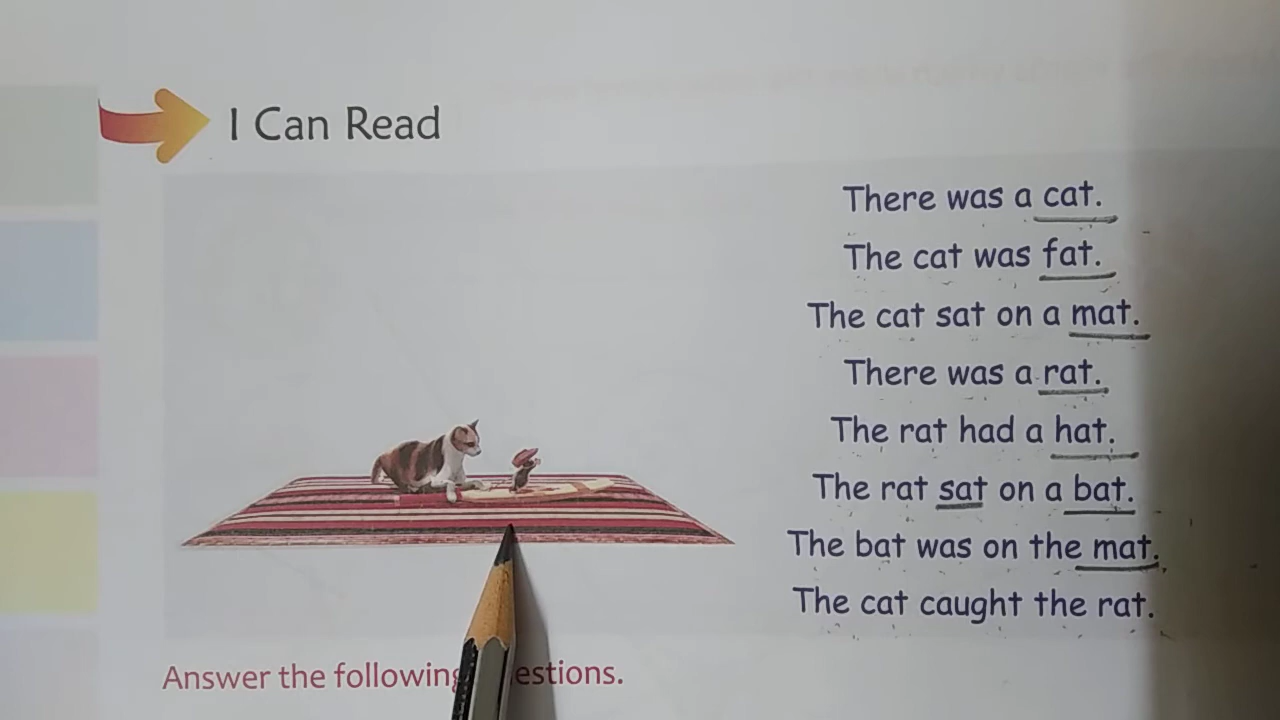 I Can Read
There was a cat.
The cat was fat.
The cat sat on a mat.
There was a rat.
The rat had a hat.
The rat sat on a bat.
The bat was on the mat.
The cat caught the rat.
Answer the following estions.